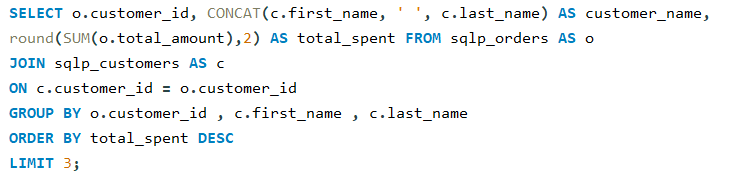 SELECT o.customer_id, CONCAT(c.first_name, ' ', c.last_name) AS customer_name,
round(SUM(o.total_amount),2) AS total_spent FROM sqlp_orders AS o
JOIN sqlp_customers AS c
ON c.customer_id = o.customer_id
GROUP BY o.customer_id , c.first_name , c.last_name
ORDER BY total_spent DESC
LIMIT 3;